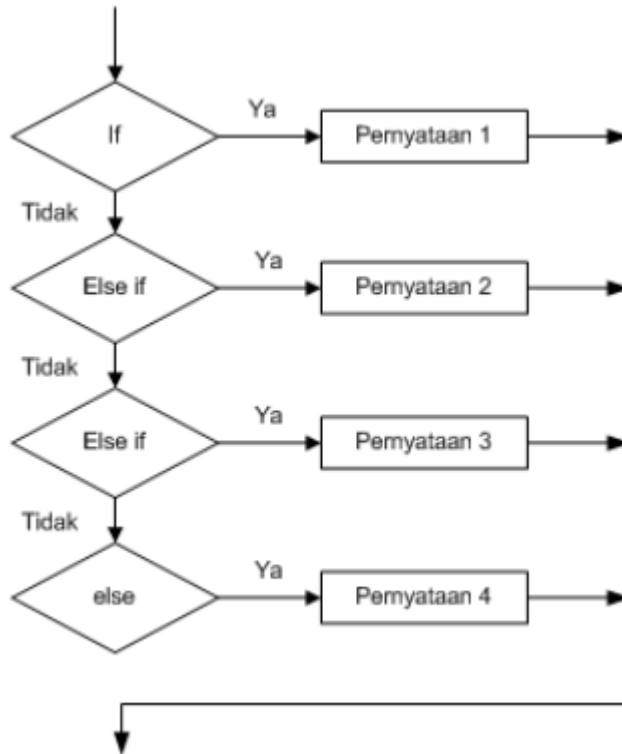 If
Ya
Pernyataan 1
Tidak
Else if
Ya
Pernyataan 2
Tidak
Else if
Ya
Pernyataan 3
Tidak
else
Ya
Pernyataan 4